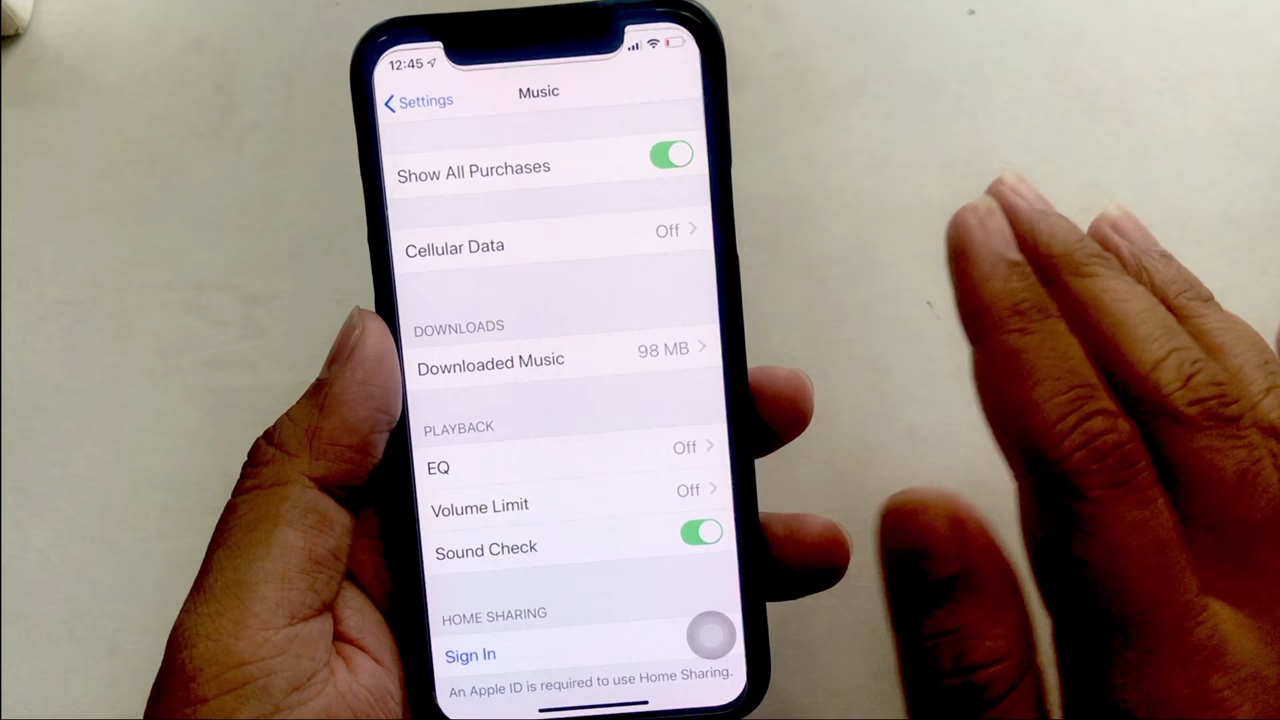 12:45
Settings
Music
Show All Purchases
Cellular Data
Off
DOWNLOADS
Downloaded Music
98 MB
PLAYBACK
EQ
Off
Volume Limit
Off
Sound Check
HOME SHARING
Sign In
An Apple ID is required to use Home Sharing.